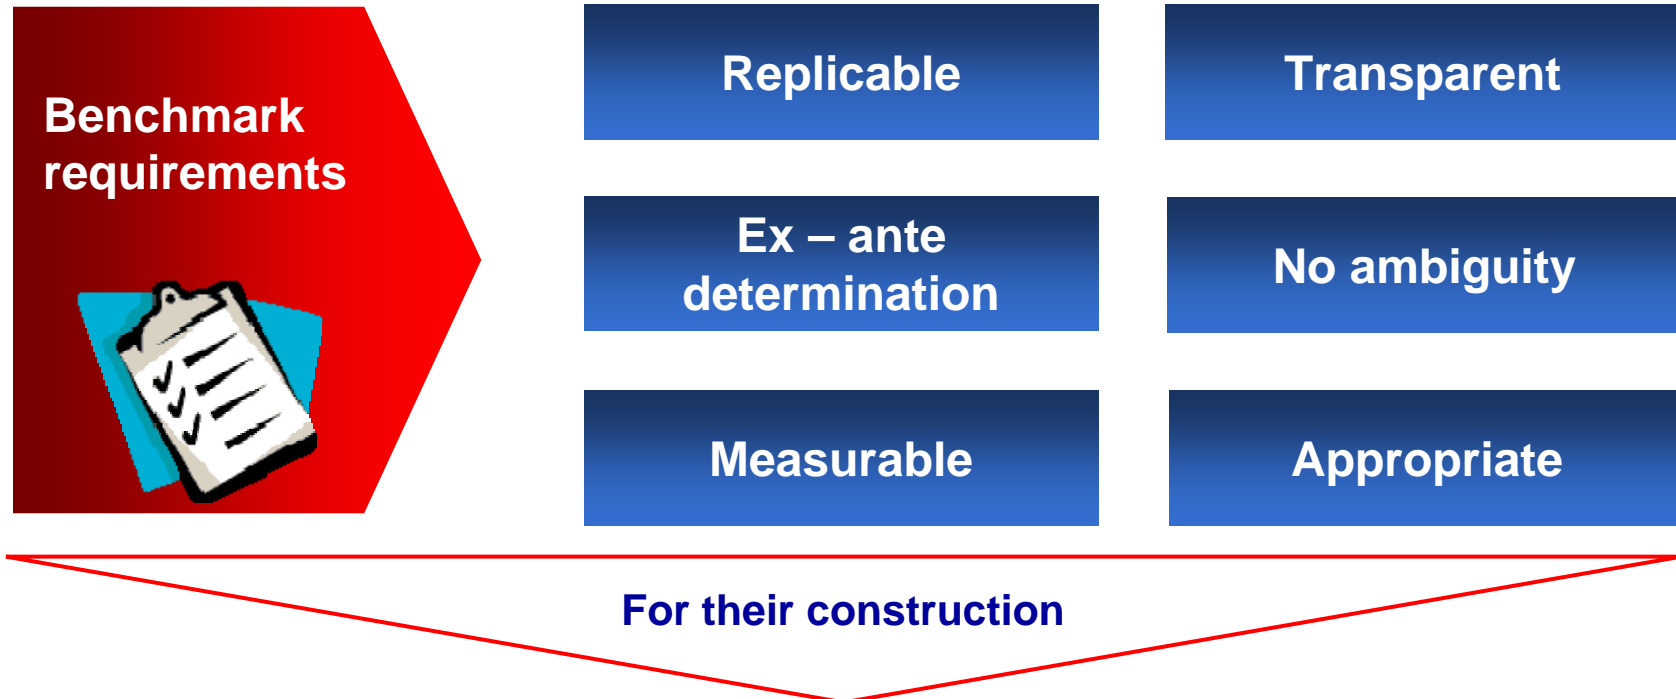 Benchmark
requirements
Replicable
Transparent
Ex – ante
determination
No ambiguity
Measurable
Appropriate
For their construction